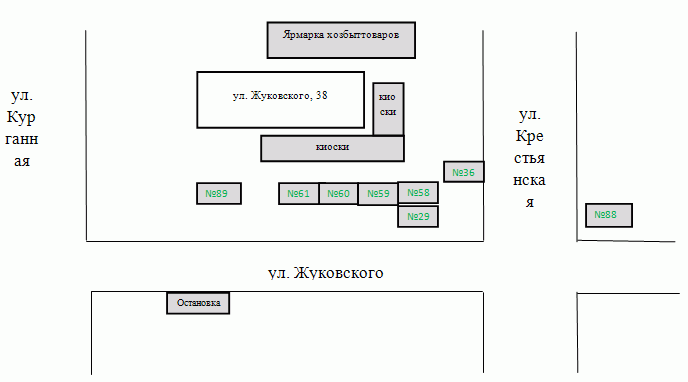 Ярмарка хозбыттоваров
ул.
Кур
ганн
ая
ул. Жуковского, 38
кио
ски
ул.
Кре
стья
нска
я
киоски
№36
№89
№61
№60
№59
№58
№29
№88
ул. Жуковского
Остановка